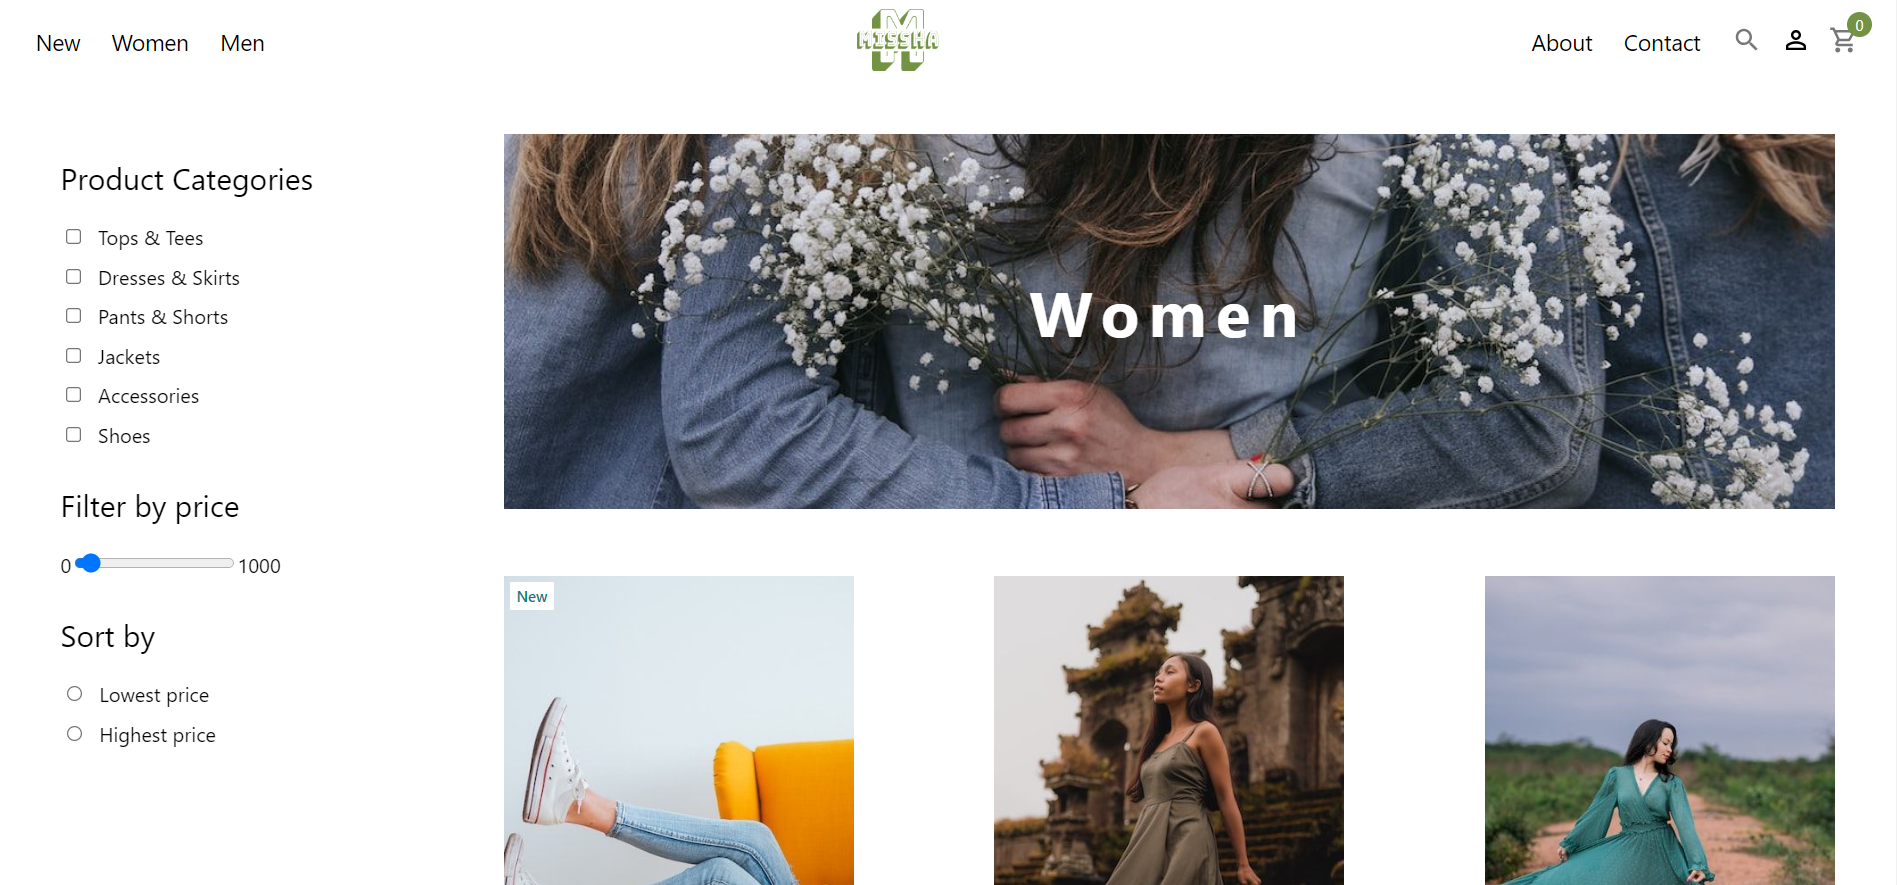 New Women Men
MISSHA
About Contact
0
Product Categories
Tops & Tees
Dresses & Skirts
Pants & Shorts
Jackets
Accessories
Shoes
Filter by price
0 1000
Sort by
Lowest price
Highest price
Women
New